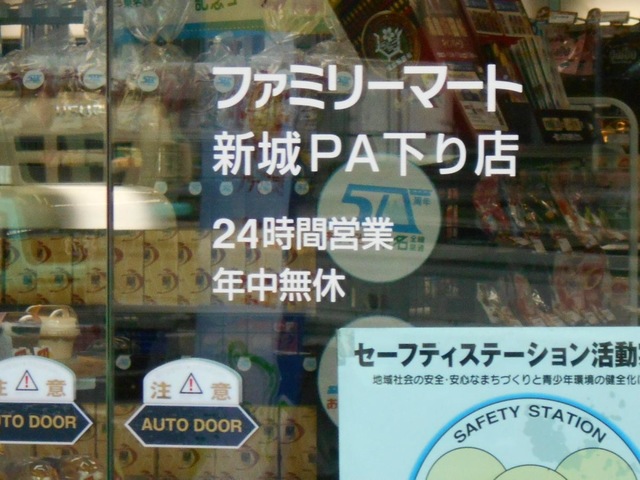 ファミリーマート
新城PA下り店
24時間営業
年中無休
セーフティステーション活動
地域社会の安全・安心なまちづくりと青少年環境の健全化
SAFETY STATION
注意
AUTO DOOR
注意
AUTO DOOR